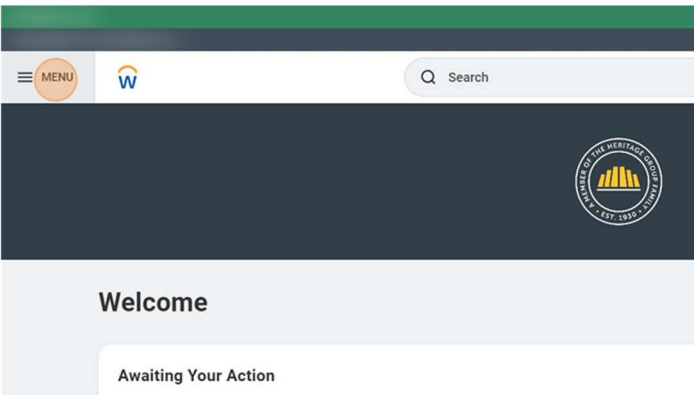 MENU
W
Search
A MEMBER OF THE HERITAGE GROUP FAMILY
• EST. 1930 •
Welcome
Awaiting Your Action